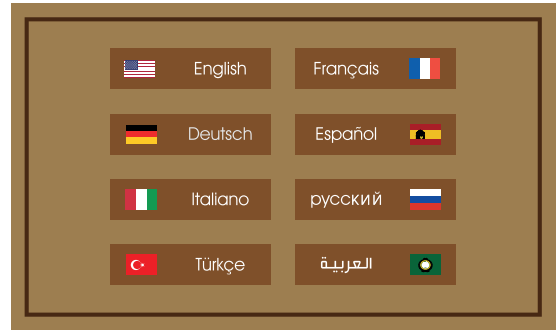 English
Français
Deutsch
Español
Italiano
русский
Türkçe
العربية